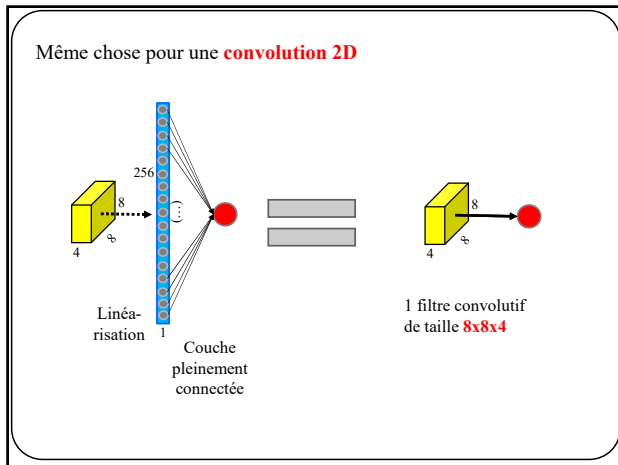 Même chose pour une convolution 2D
256
8
4
8
(…)
Linéa-
risation
1
Couche
pleinement
connectée
8
4
8
1 filtre convolutif
de taille 8x8x4